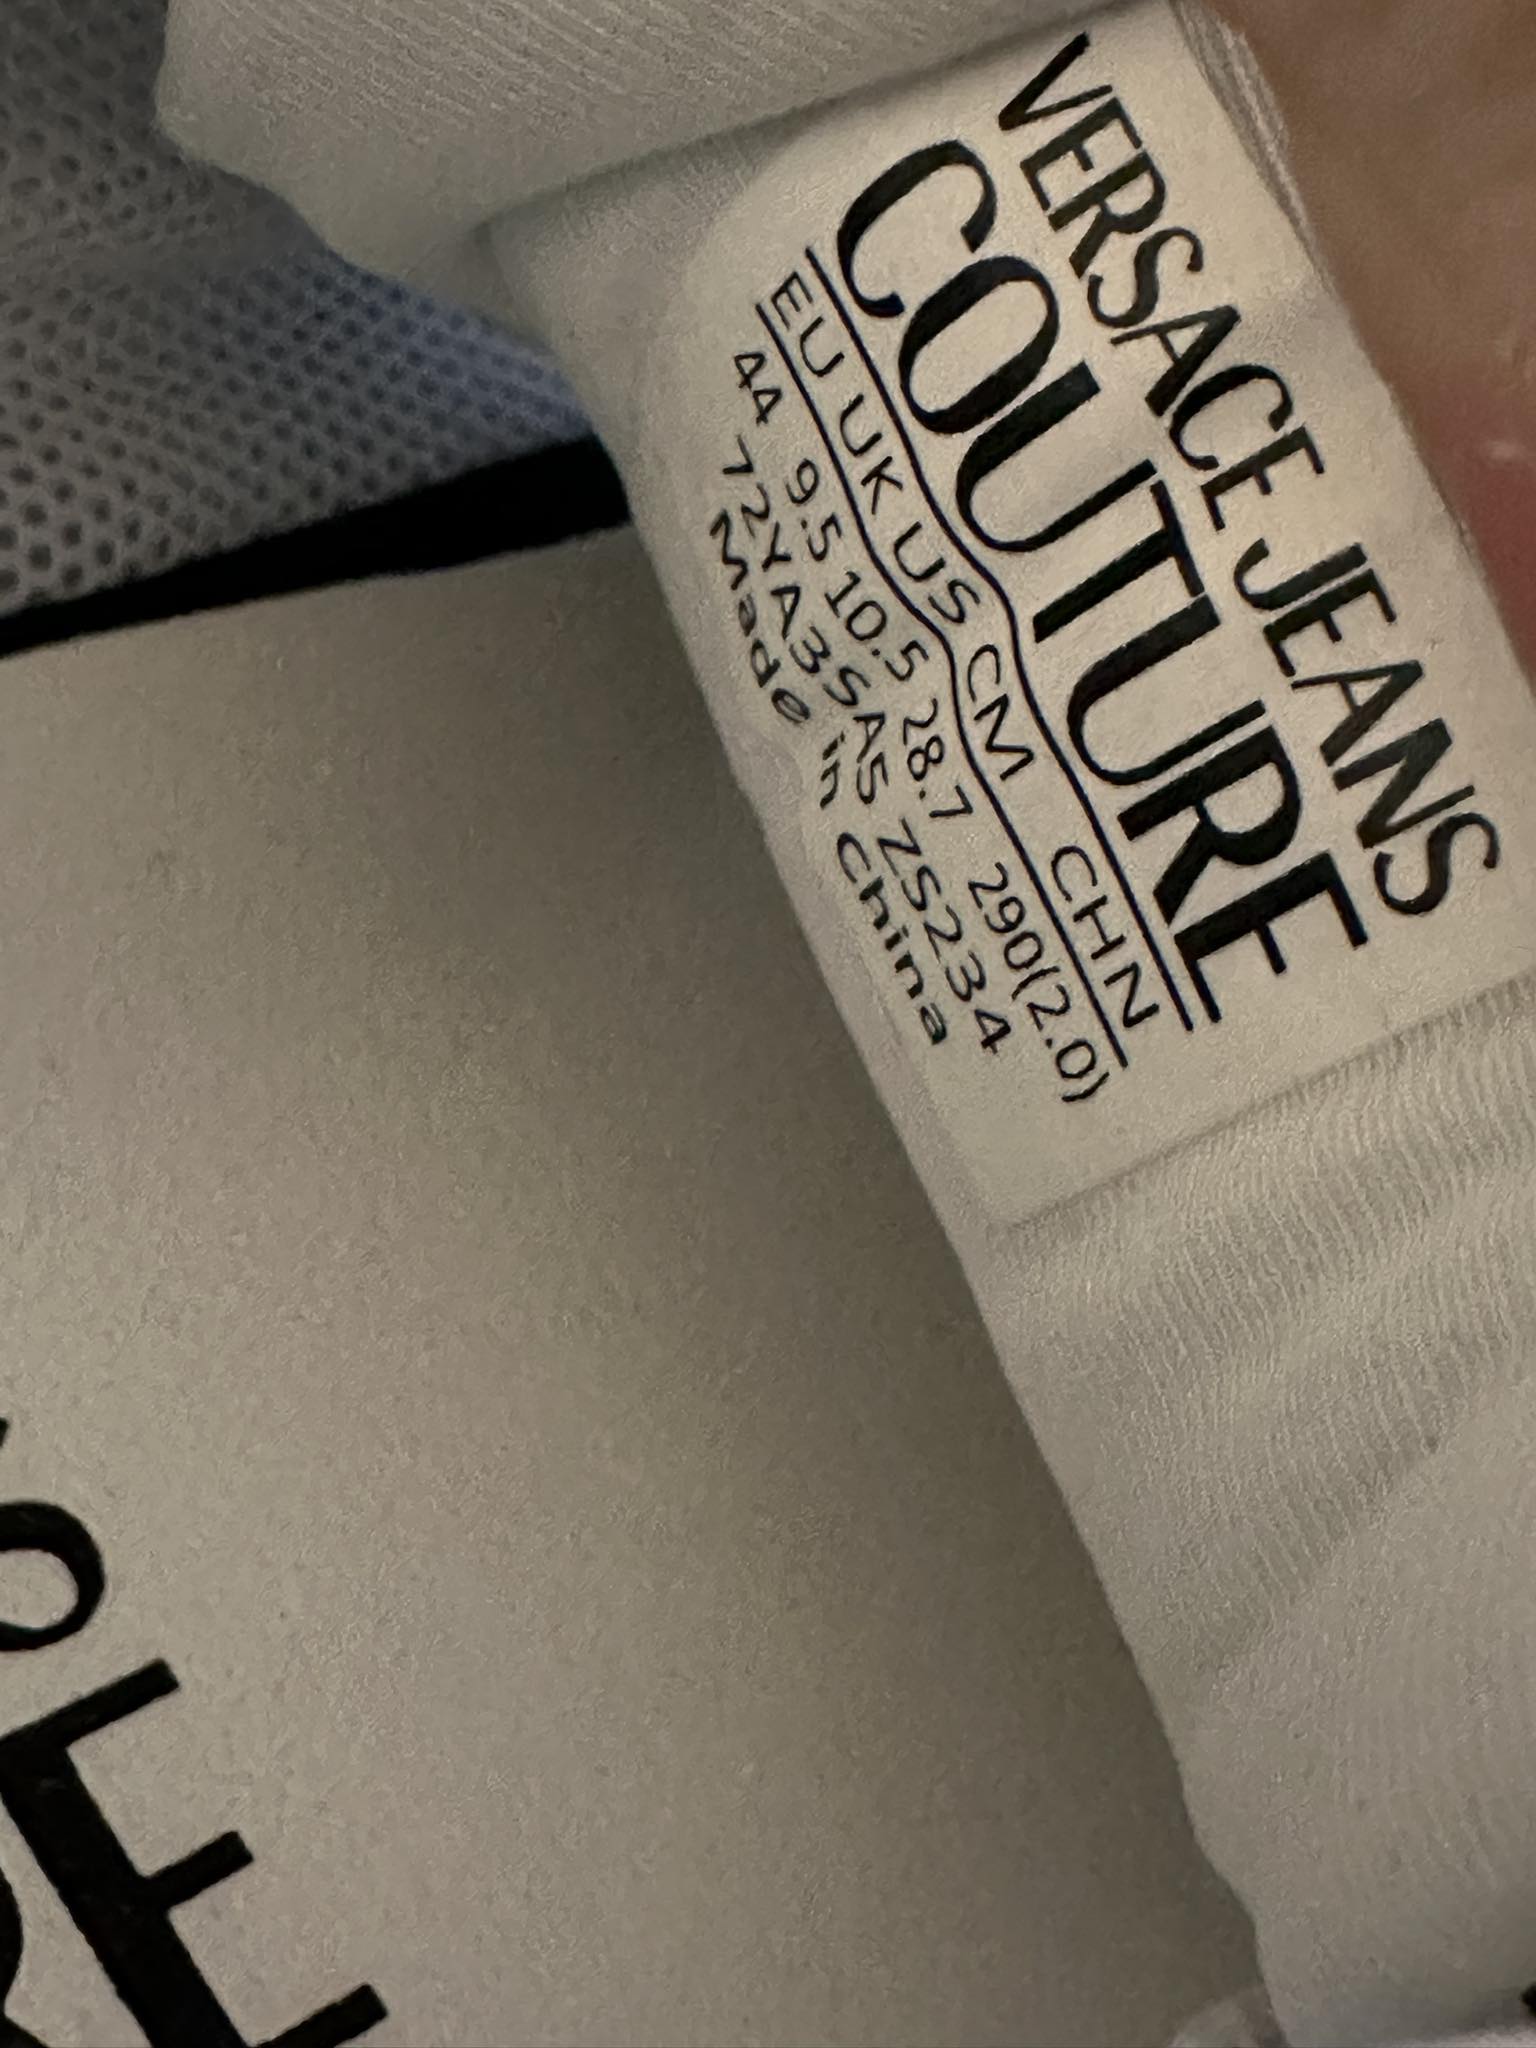 VERSACE JEANS
COUTURE
EU UK US CM CHN
44 9.5 10.5 28.7 290(2.0)
72YA3SA5 ZS234
Made in China